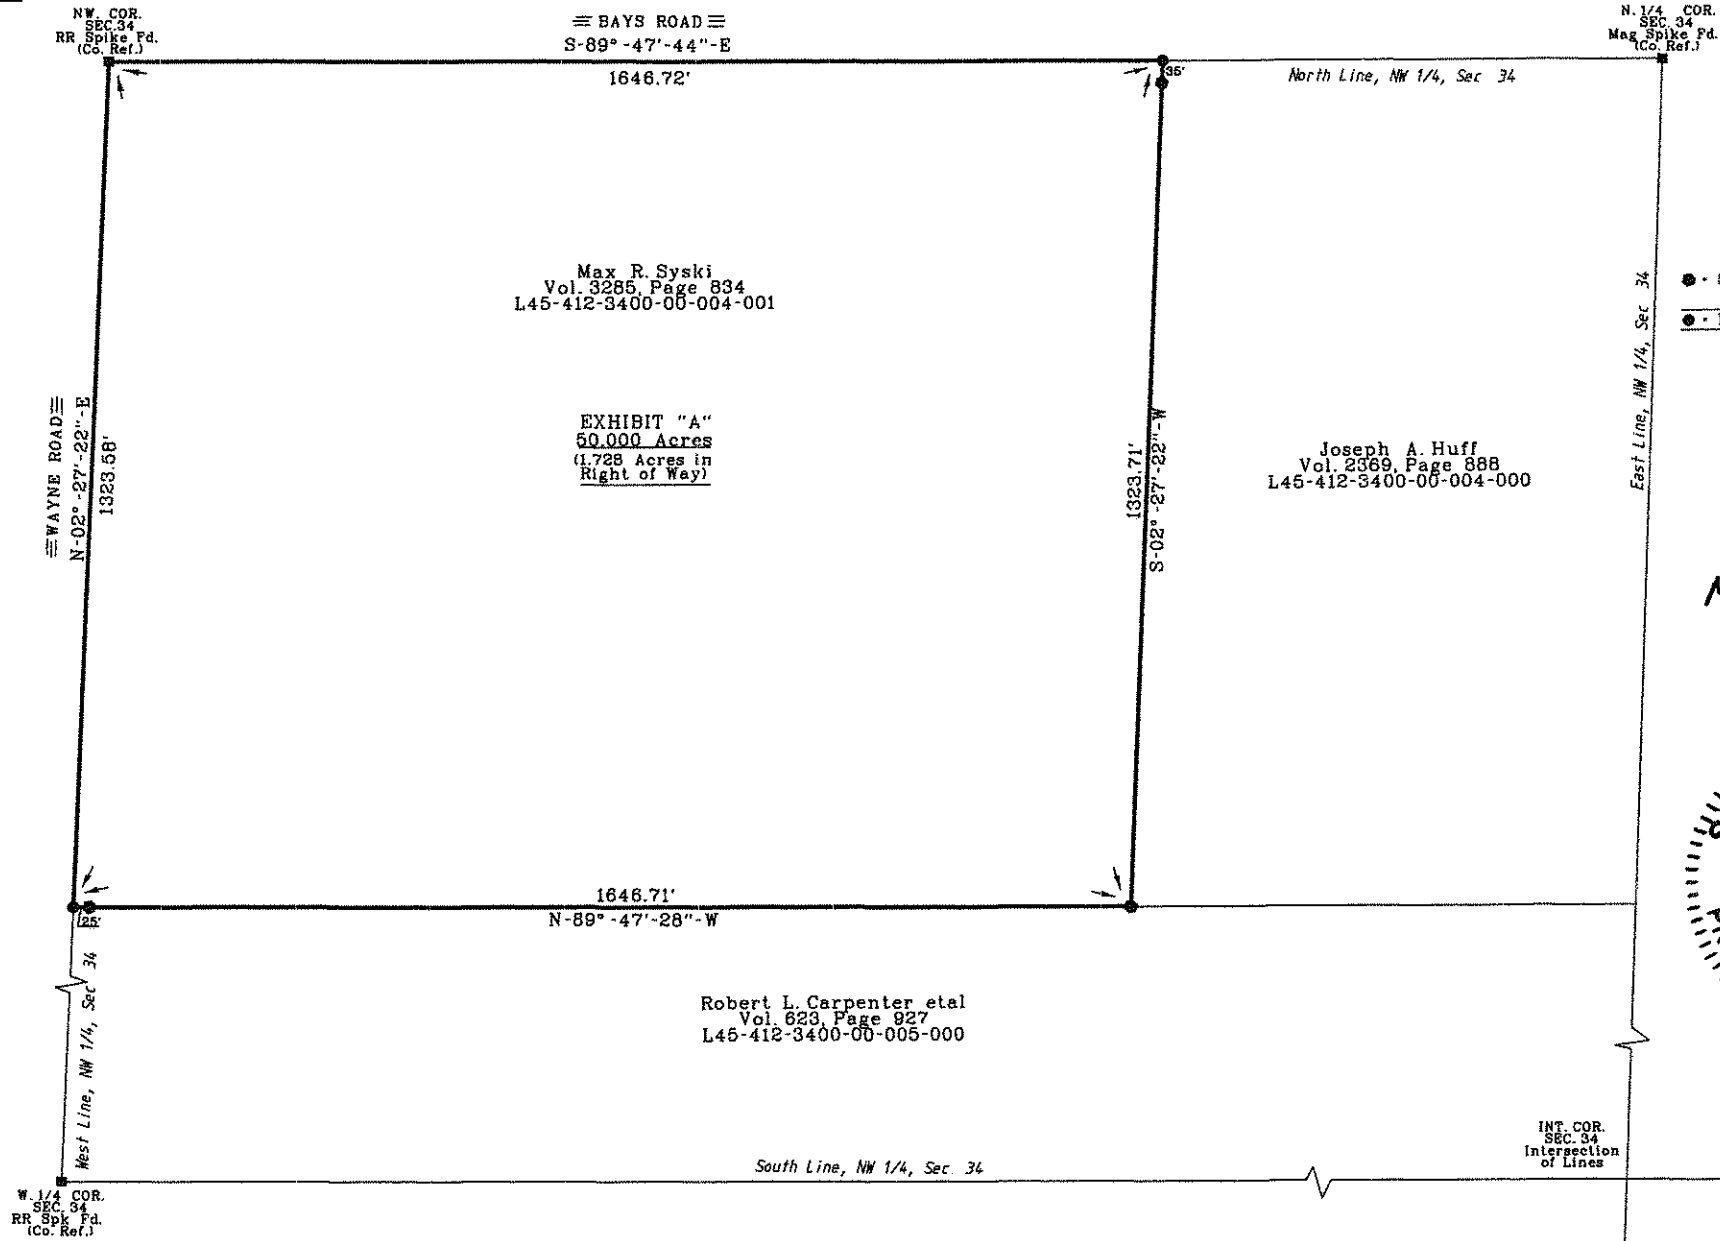 NW. COR.
SEC.34
RR Spike Fd.
(Co. Ref.)
BAYS ROAD
S-89°-47'-44"-E
1646.72'
N. 1/4 COR.
SEC. 34
Mag Spike Fd.
(Co. Ref.)
35'
North Line, NW 1/4, Sec 34
Max R. Syski
Vol. 3285, Page 834
L45-412-3400-00-004-001
EXHIBIT "A"
50.000 Acres
(1.728 Acres in
Right of Way)
WAYNE ROAD
N-02°-27'-22"-E
1323.58'
1323.71'
S-02°-27'-22"-W
Joseph A. Huff
Vol. 2369, Page 888
L45-412-3400-00-004-000
East Line, NW 1/4, Sec 34
1646.71'
N-89°-47'-28"-W
25'
West Line, NW 1/4, Sec 34
Robert L. Carpenter etal
Vol. 623, Page 927
L45-412-3400-00-005-000
INT. COR.
SEC. 34
Intersection
of Lines
South Line, NW 1/4, Sec. 34
W. 1/4 COR.
SEC. 34
RR Spk Fd.
(Co. Ref.)